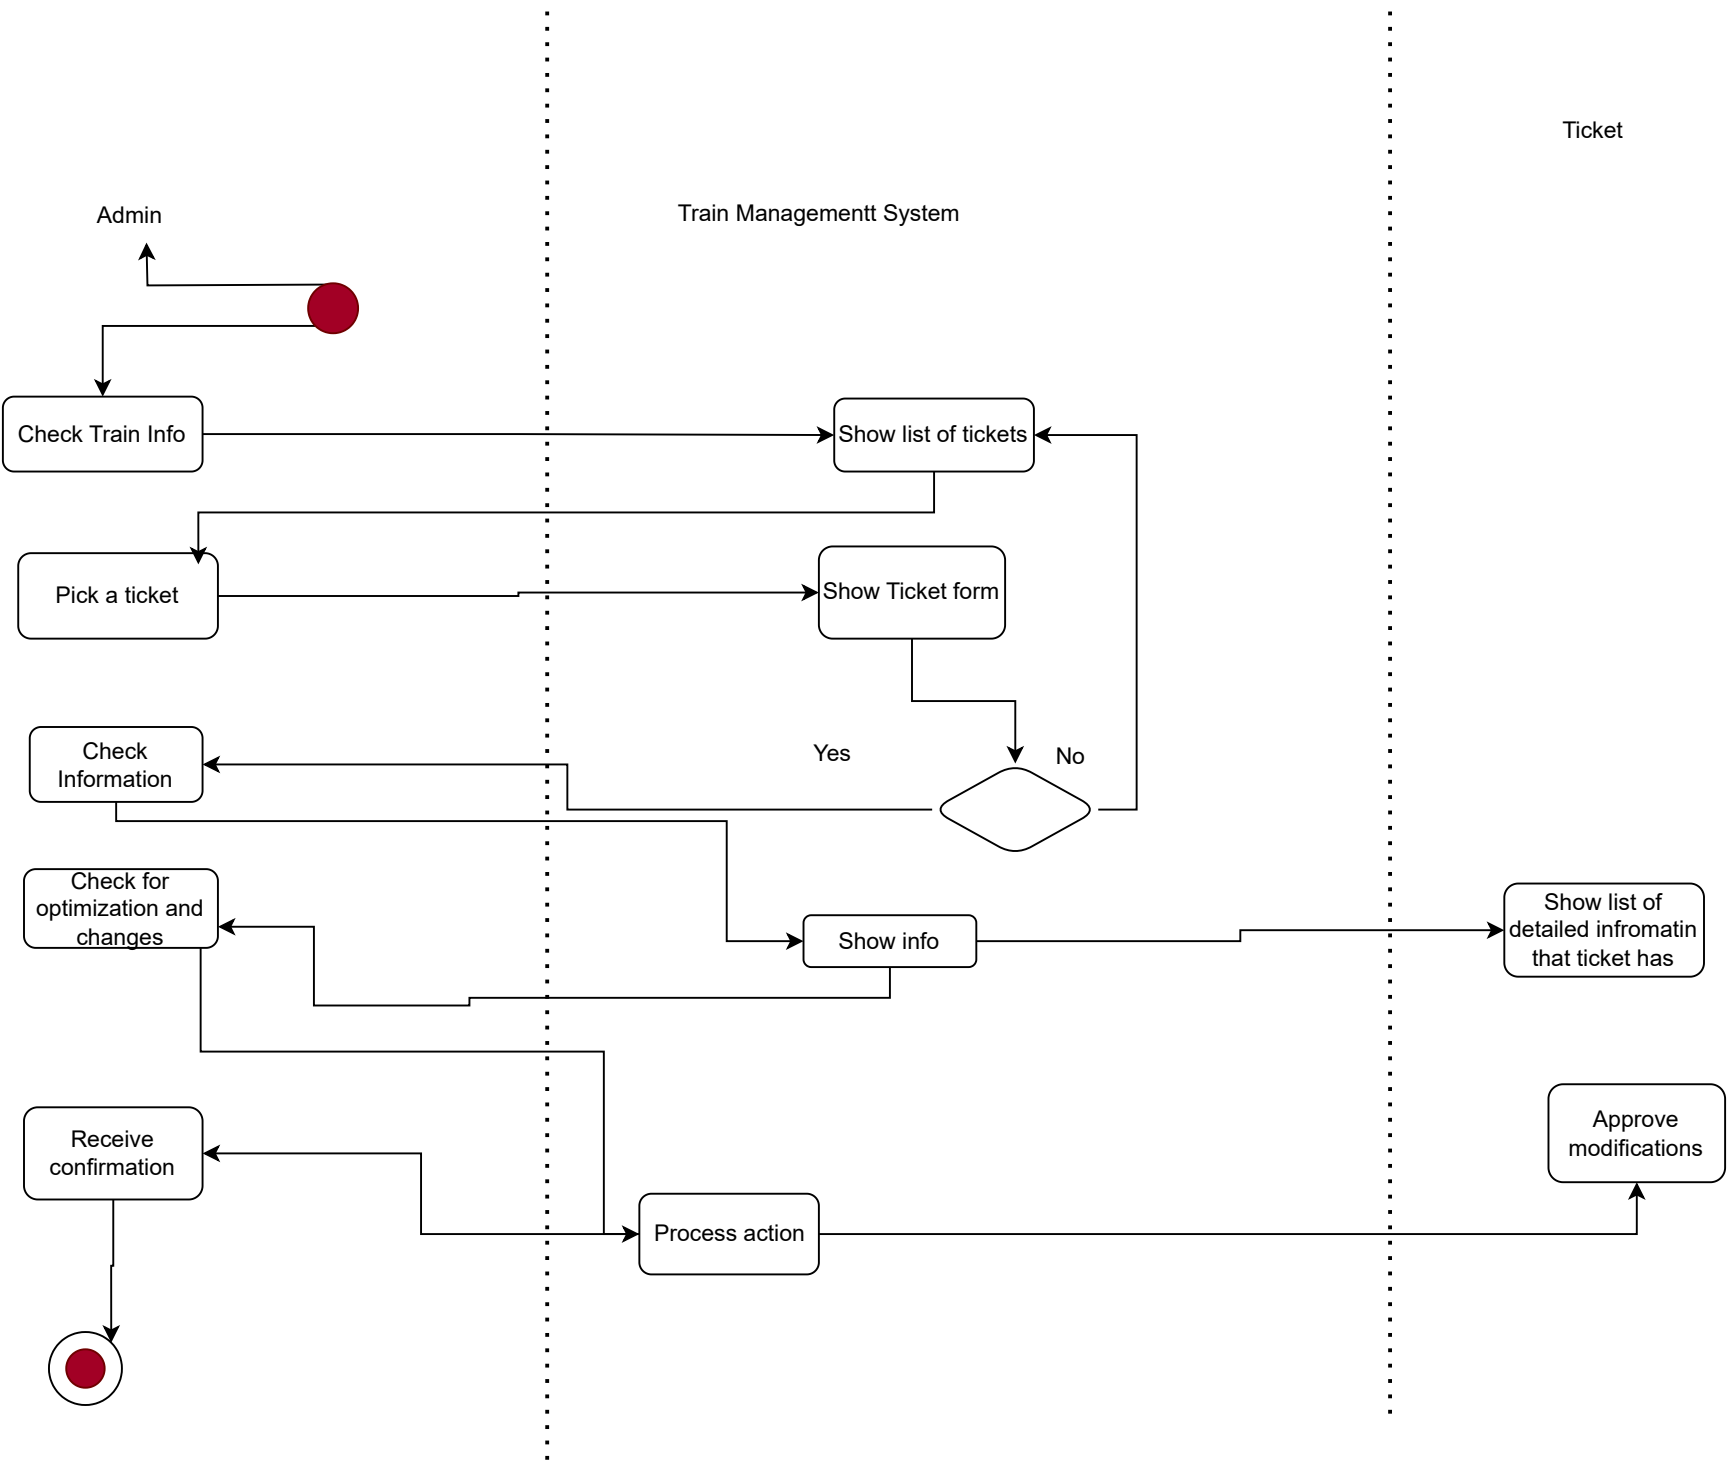 Ticket
Admin
Train Managementt System
Check Train Info
Show list of tickets
Pick a ticket
Show Ticket form
Check
Information
Yes
No
Check for
optimization and
changes
Show info
Show list of
detailed infromatin
that ticket has
Receive
confirmation
Process action
Approve
modifications